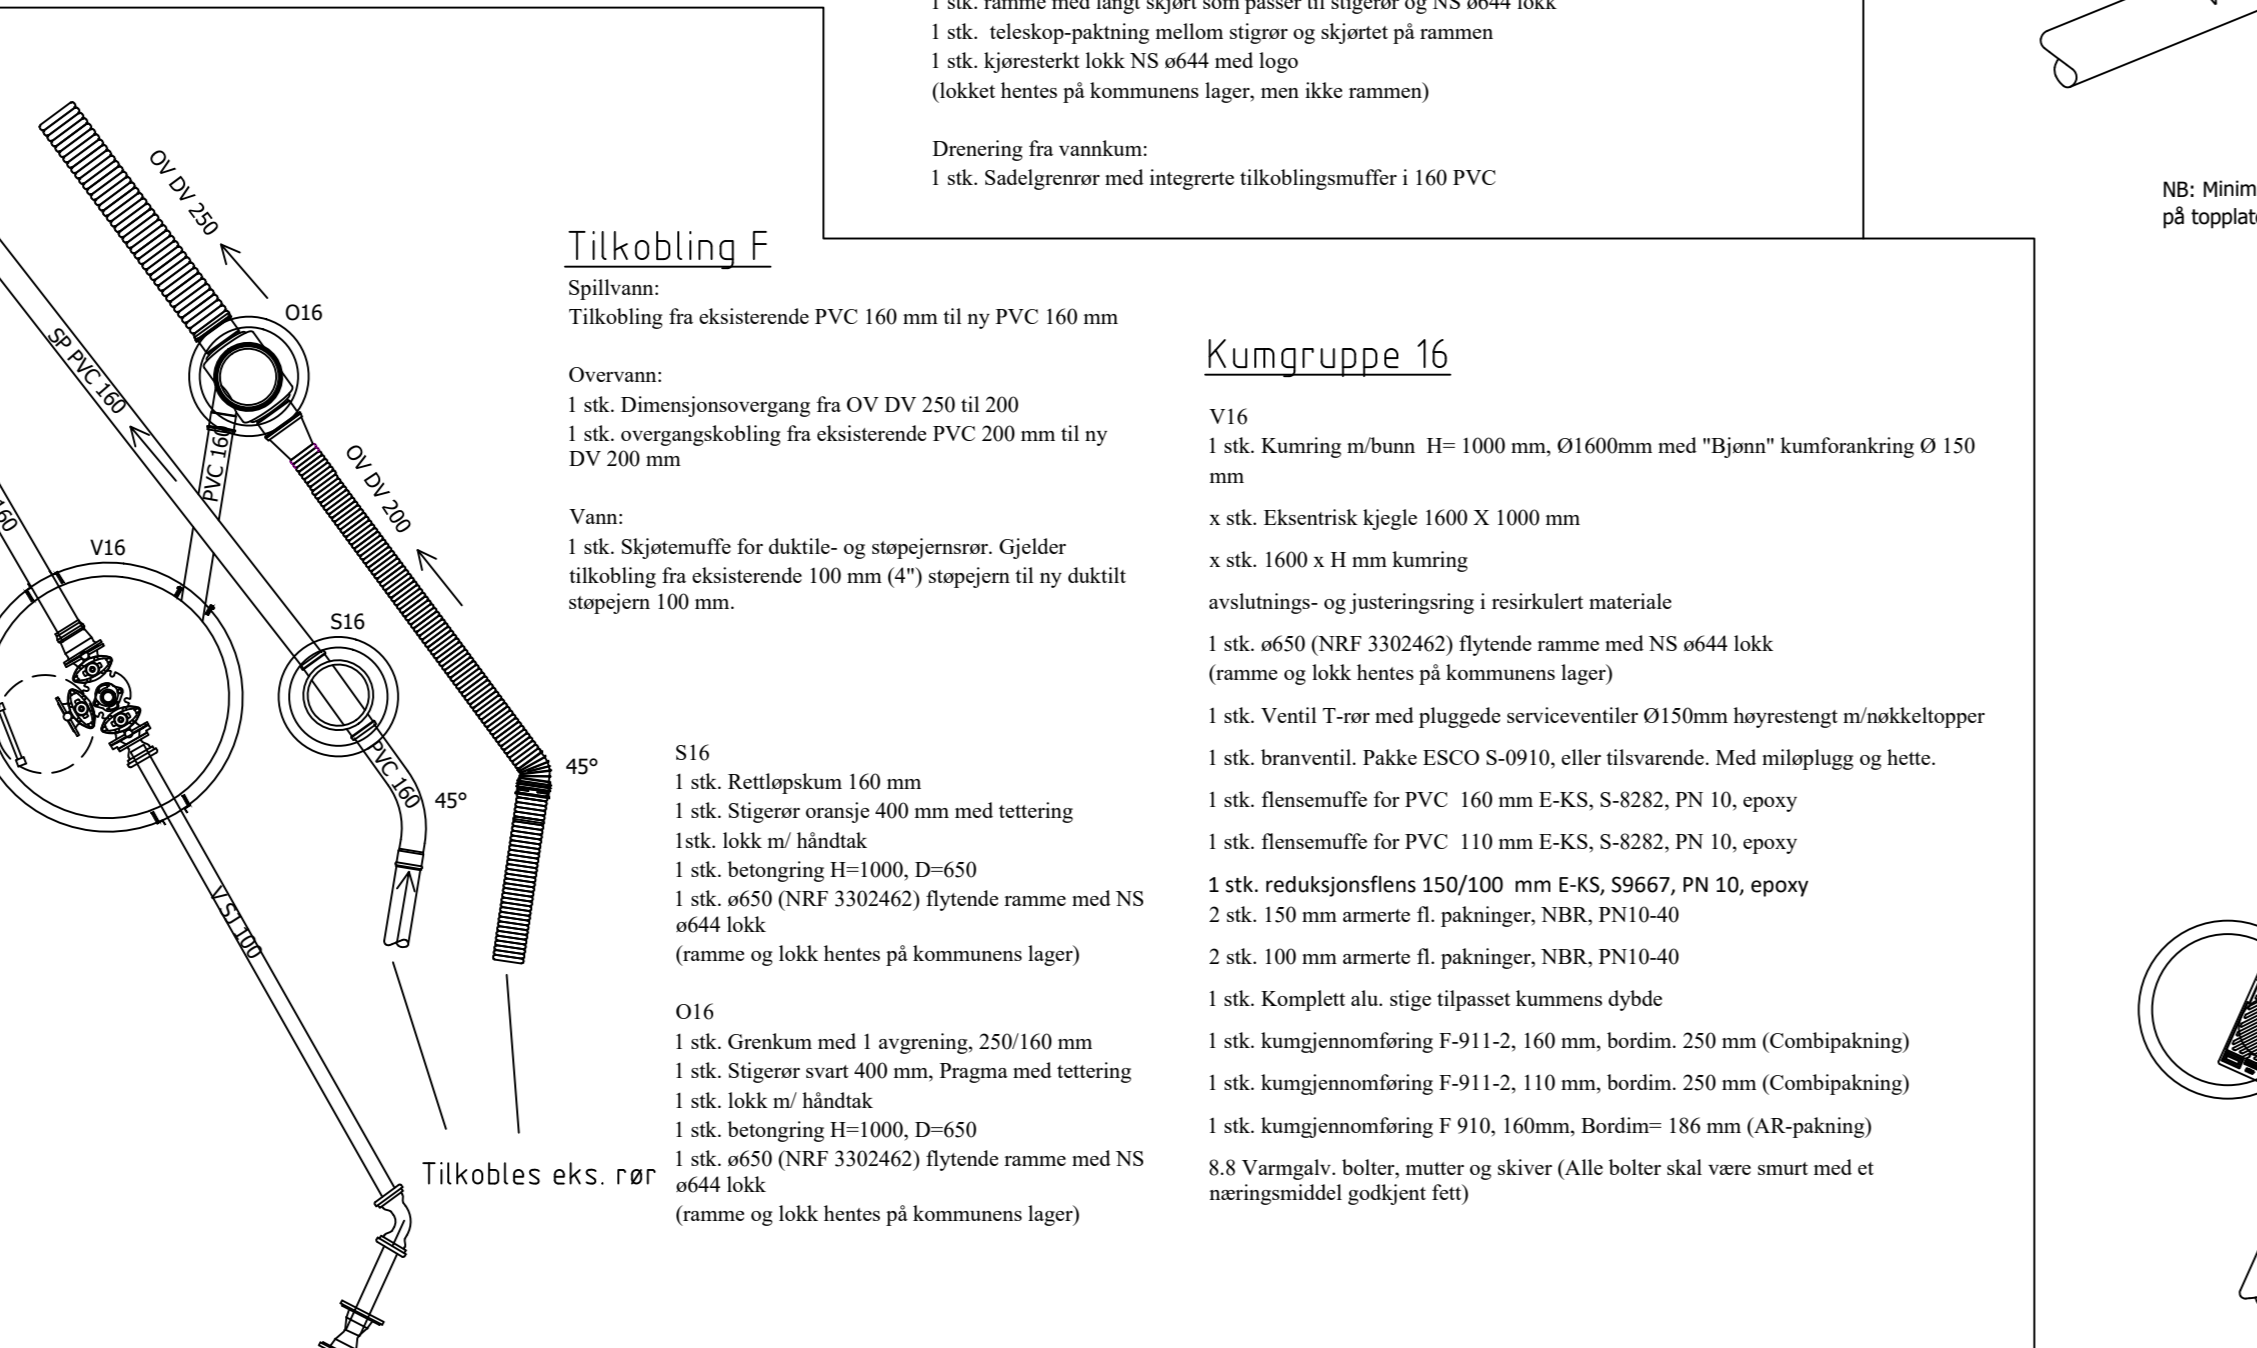 1 stk. ramme med langt skjørt som passer til stigerør og NS ø644 lokk
1 stk.  teleskop-paktning mellom stigrør og skjørtet på rammen
1 stk. kjøresterkt lokk NS ø644 med logo
(lokket hentes på kommunens lager, men ikke rammen)
Drenering fra vannkum:
1 stk. Sadelgrenrør med integrerte tilkoblingsmuffer i 160 PVC
NB: Minim
på topplat
OV DV 250
O16
SP PVC 160
PVC 160
OV DV 200
160
V16
S16
PVC 160
45°
45°
V ST 100
Tilkobles eks. rør
Tilkobling F
Spillvann:
Tilkobling fra eksisterende PVC 160 mm til ny PVC 160 mm
Overvann:
1 stk. Dimensjonsovergang fra OV DV 250 til 200
1 stk. overgangskobling fra eksisterende PVC 200 mm til ny
DV 200 mm
Vann:
1 stk. Skjøtemuffe for duktile- og støpejernsrør. Gjelder
tilkobling fra eksisterende 100 mm (4") støpejern til ny duktilt
støpejern 100 mm.
S16
1 stk. Rettløpskum 160 mm
1 stk. Stigerør oransje 400 mm med tettering
1stk. lokk m/ håndtak
1 stk. betongring H=1000, D=650
1 stk. ø650 (NRF 3302462) flytende ramme med NS
ø644 lokk
(ramme og lokk hentes på kommunens lager)
O16
1 stk. Grenkum med 1 avgrening, 250/160 mm
1 stk. Stigerør svart 400 mm, Pragma med tettering
1 stk. lokk m/ håndtak
1 stk. betongring H=1000, D=650
1 stk. ø650 (NRF 3302462) flytende ramme med NS
ø644 lokk
(ramme og lokk hentes på kommunens lager)
Kumgruppe 16
V16
1 stk. Kumring m/bunn  H= 1000 mm, Ø1600mm med "Bjønn" kumforankring Ø 150
mm
x stk. Eksentrisk kjegle 1600 X 1000 mm
x stk. 1600 x H mm kumring
avslutnings- og justeringsring i resirkulert materiale
1 stk. ø650 (NRF 3302462) flytende ramme med NS ø644 lokk
(ramme og lokk hentes på kommunens lager)
1 stk. Ventil T-rør med pluggede serviceventiler Ø150mm høyrestengt m/nøkkeltopper
1 stk. branventil. Pakke ESCO S-0910, eller tilsvarende. Med miløplugg og hette.
1 stk. flensemuffe for PVC  160 mm E-KS, S-8282, PN 10, epoxy
1 stk. flensemuffe for PVC  110 mm E-KS, S-8282, PN 10, epoxy
1 stk. reduksjonsflens 150/100  mm E-KS, S9667, PN 10, epoxy
2 stk. 150 mm armerte fl. pakninger, NBR, PN10-40
2 stk. 100 mm armerte fl. pakninger, NBR, PN10-40
1 stk. Komplett alu. stige tilpasset kummens dybde
1 stk. kumgjennomføring F-911-2, 160 mm, bordim. 250 mm (Combipakning)
1 stk. kumgjennomføring F-911-2, 110 mm, bordim. 250 mm (Combipakning)
1 stk. kumgjennomføring F 910, 160mm, Bordim= 186 mm (AR-pakning)
8.8 Varmgalv. bolter, mutter og skiver (Alle bolter skal være smurt med et
næringsmiddel godkjent fett)